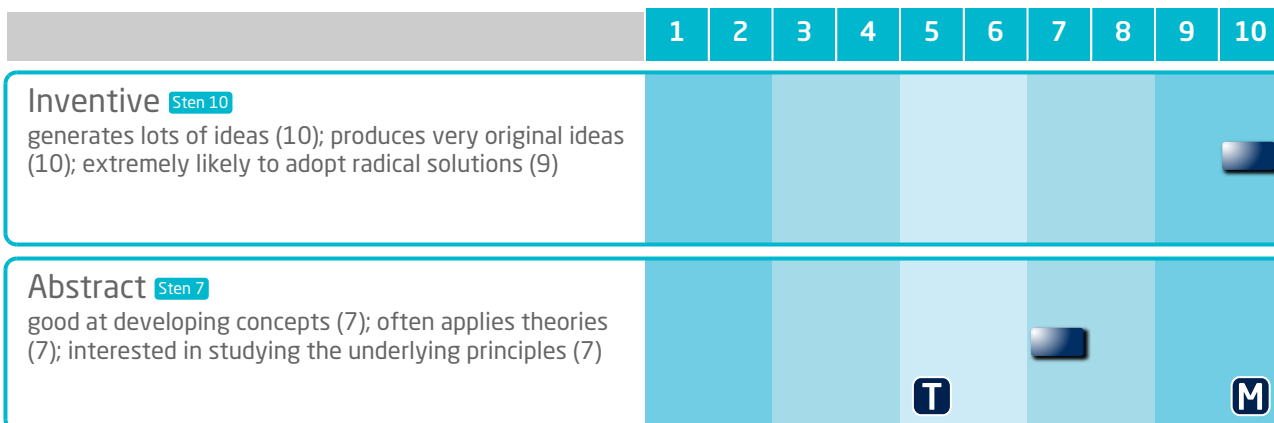 1 2 3 4 5 6 7 8 9 10
Inventive Sten 10
generates lots of ideas (10); produces very original ideas
(10); extremely likely to adopt radical solutions (9)
Abstract Sten 7
good at developing concepts (7); often applies theories
(7); interested in studying the underlying principles (7)
T M